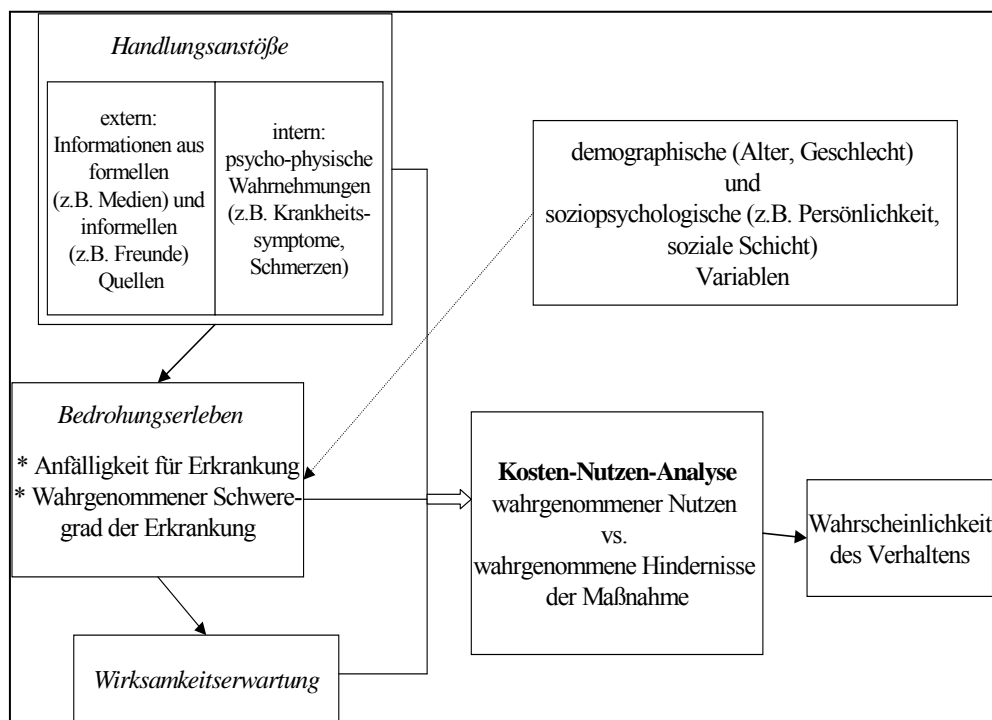 Handlungsanstöße
extern:
Informationen aus
formellen
(z.B. Medien) und
informellen
(z.B. Freunde)
Quellen
intern:
psycho-physische
Wahrnehmungen
(z.B. Krankheits-
symptome,
Schmerzen)
demographische (Alter, Geschlecht)
und
soziopsychologische (z.B. Persönlichkeit,
soziale Schicht)
Variablen
Bedrohungserleben
* Anfälligkeit für Erkrankung
* Wahrgenommener Schwere-
grad der Erkrankung
Kosten-Nutzen-Analyse
wahrgenommener Nutzen
vs.
wahrgenommene Hindernisse
der Maßnahme
Wahrscheinlichkeit
des Verhaltens
Wirksamkeitserwartung